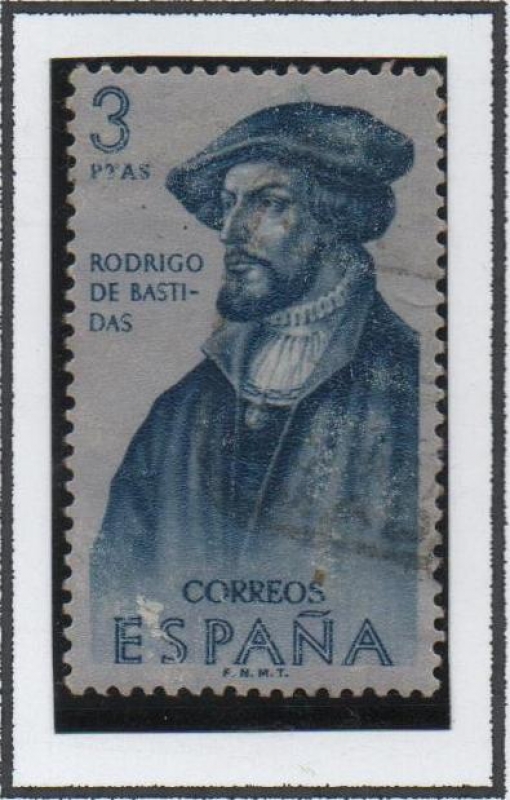 3
PTAS
RODRIGO
DE BASTI-
DAS
CORREOS
ESPAÑA
F.N.M.T.